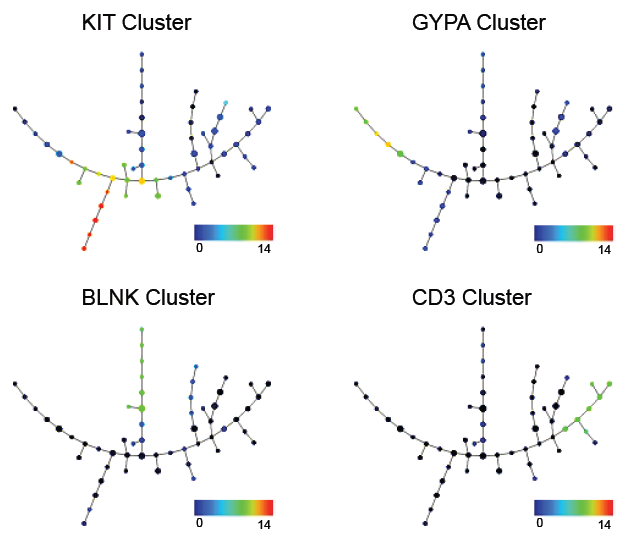 KIT Cluster
GYPA Cluster
0 14
0 14
BLNK Cluster
CD3 Cluster
0 14
0 14